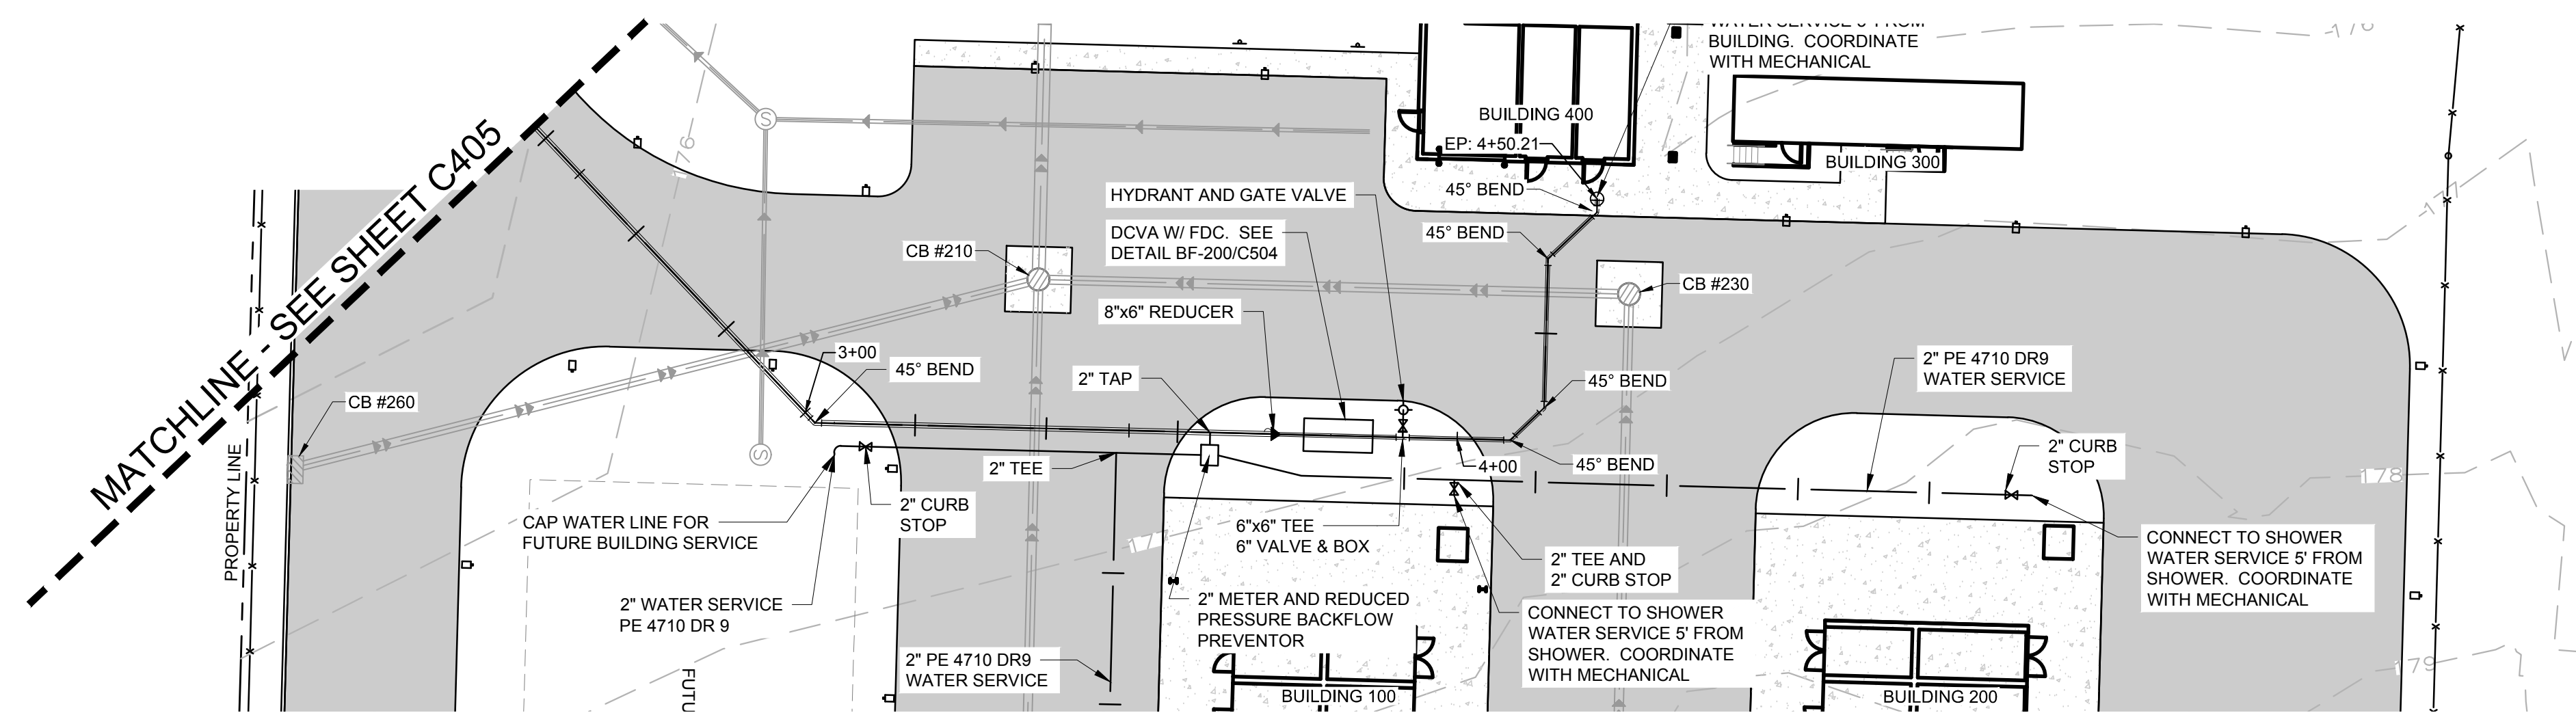 WATER SERVICE 5' FROM
BUILDING. COORDINATE
WITH MECHANICAL
176
BUILDING 400
EP: 4+50.21
BUILDING 300
MATCHLINE - SEE SHEET C405
176
HYDRANT AND GATE VALVE
45° BEND
177
DCVA W/ FDC. SEE
DETAIL BF-200/C504
45° BEND
CB #210
CB #230
8"x6" REDUCER
3+00
45° BEND
2" TAP
45° BEND
2" PE 4710 DR9
WATER SERVICE
CB #260
PROPERTY LINE
2" TEE
4+00
45° BEND
2" CURB
STOP
178
2" CURB
STOP
CAP WATER LINE FOR
FUTURE BUILDING SERVICE
6"x6" TEE
6" VALVE & BOX
177
2" TEE AND
2" CURB STOP
CONNECT TO SHOWER
WATER SERVICE 5' FROM
SHOWER. COORDINATE
WITH MECHANICAL
2" WATER SERVICE
PE 4710 DR 9
2" METER AND REDUCED
PRESSURE BACKFLOW
PREVENTOR
CONNECT TO SHOWER
WATER SERVICE 5' FROM
SHOWER. COORDINATE
WITH MECHANICAL
2" PE 4710 DR9
WATER SERVICE
179
FUTU
BUILDING 100
BUILDING 200
S
S